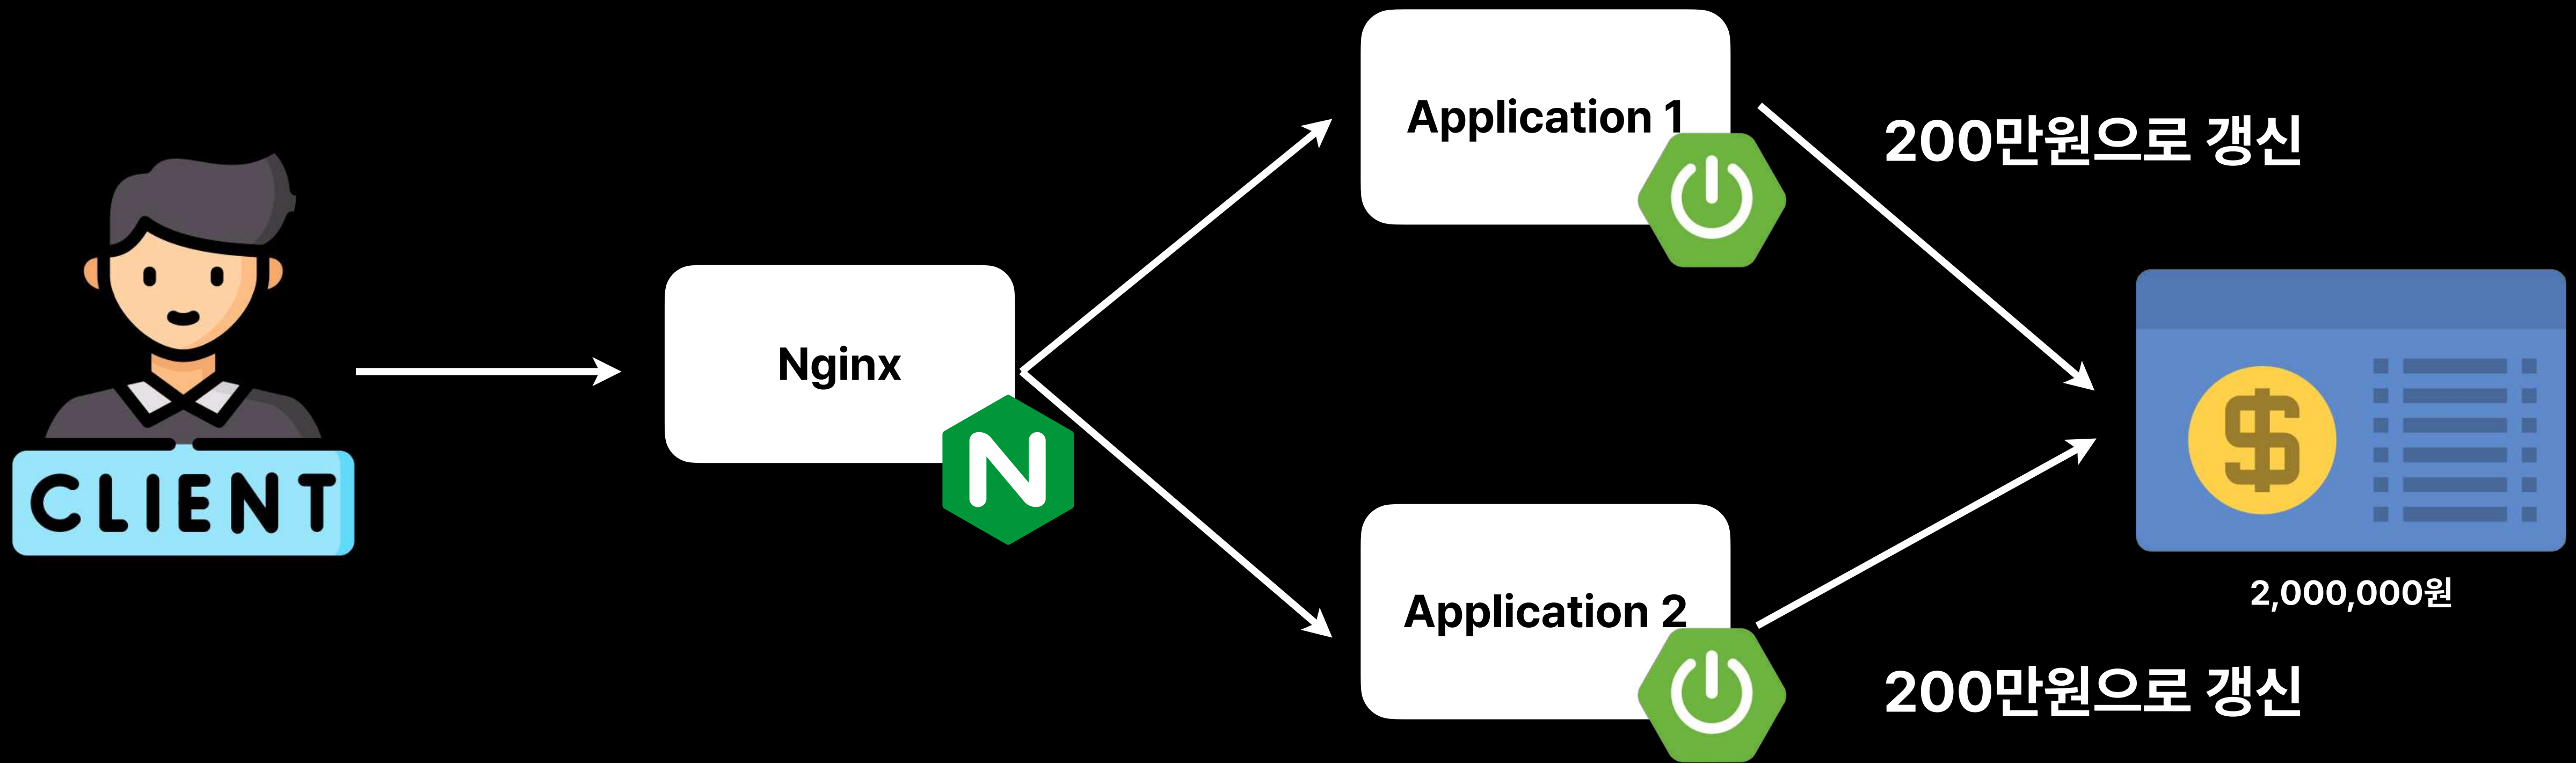 CLIENT
Nginx
Application 1
Application 2
200만원으로 갱신
200만원으로 갱신
2,000,000원